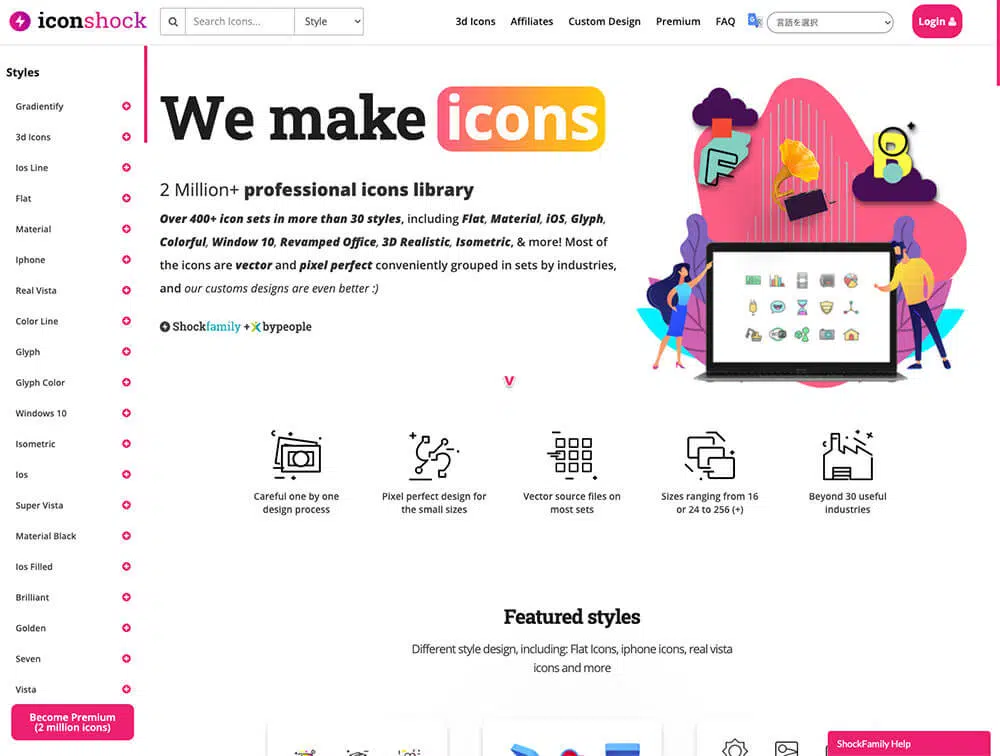 iconshock
Search Icons...
Style
3d Icons
Affiliates
Custom Design
Premium
FAQ
言語を選択
Login
Styles
Gradientify
3d Icons
Ios Line
Flat
Material
Iphone
Real Vista
Color Line
Glyph
Glyph Color
Windows 10
Isometric
Ios
Super Vista
Material Black
Ios Filled
Brilliant
Golden
Seven
Vista
Become Premium
(2 million icons)
We make icons
2 Million+ professional icons library
Over 400+ icon sets in more than 30 styles, including Flat, Material, iOS, Glyph,
Colorful, Window 10, Revamped Office, 3D Realistic, Isometric, & more! Most of
the icons are vector and pixel perfect conveniently grouped in sets by industries,
and our customs designs are even better :)
Shockfamily + bypeople
F
B
V
Careful one by one
design process
Pixel perfect design for
the small sizes
Vector source files on
most sets
Sizes ranging from 16
or 24 to 256 (+)
Beyond 30 useful
industries
Featured styles
Different style design, including: Flat Icons, iphone icons, real vista
icons and more
ShockFamily Help